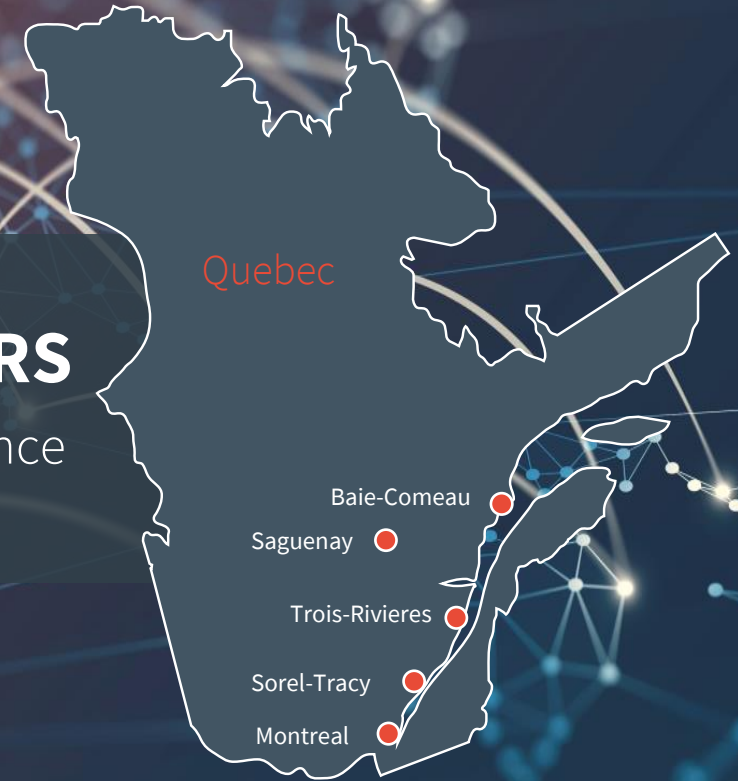 Quebec
RS
nce
Baie-Comeau
Saguenay
Trois-Rivieres
Sorel-Tracy
Montreal